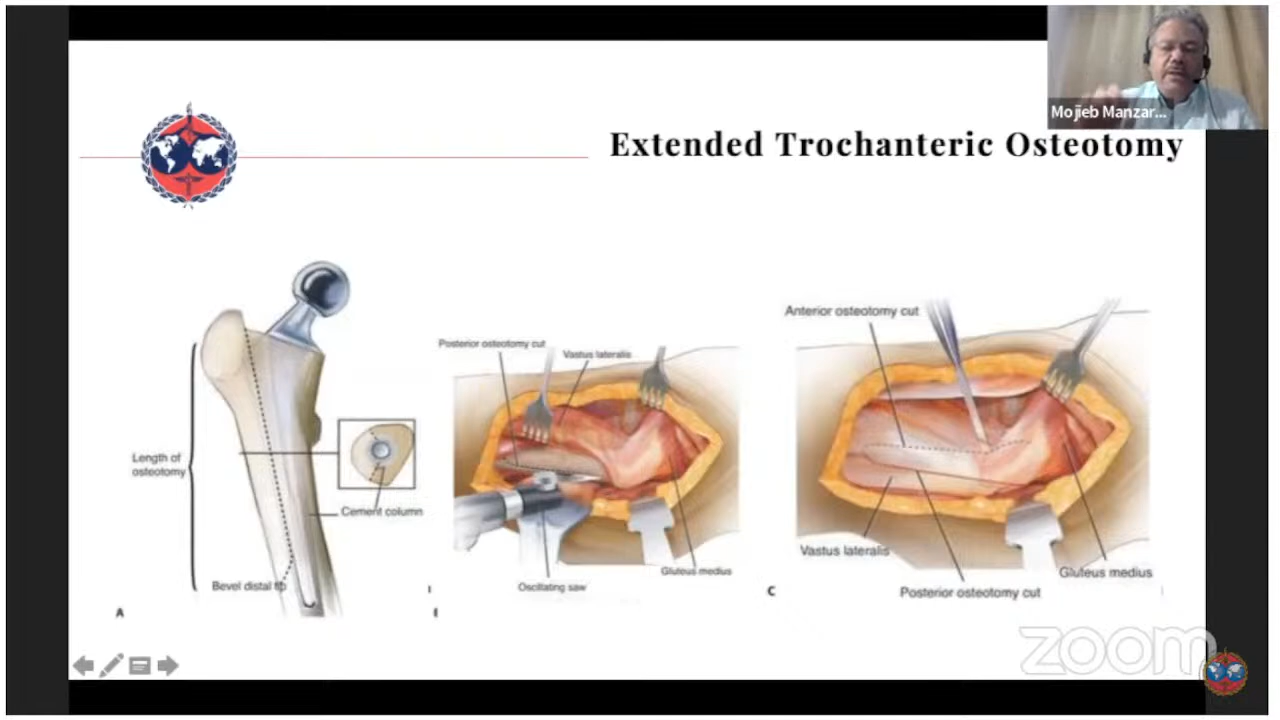 Mojieb Manzar...
Extended Trochanteric Osteotomy
Length of
osteotomy
Cement column
Bevel distal tip
A
Posterior osteotomy cut
Vastus lateralis
Oscillating saw
Gluteus medius
Anterior osteotomy cut
Vastus lateralis
Gluteus medius
Posterior osteotomy cut
C
zoom